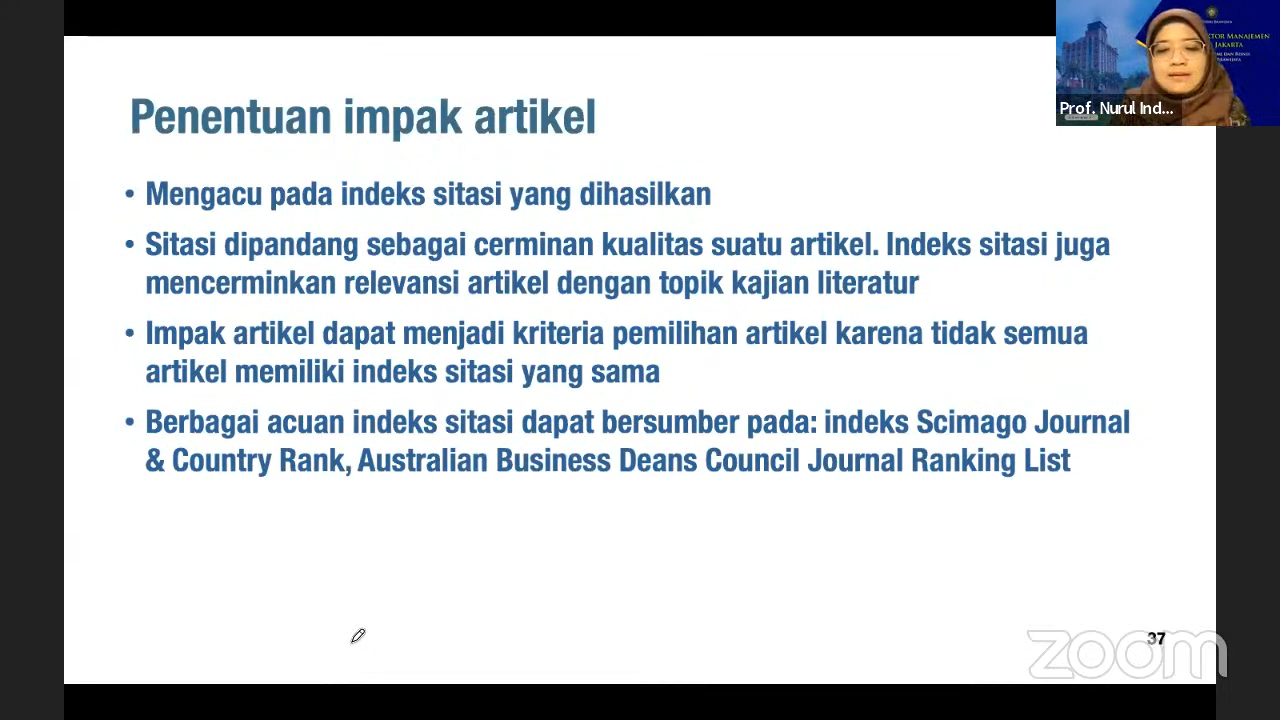 Penentuan impak artikel
• Mengacu pada indeks sitasi yang dihasilkan
• Sitasi dipandang sebagai cerminan kualitas suatu artikel. Indeks sitasi juga
mencerminkan relevansi artikel dengan topik kajian literatur
• Impak artikel dapat menjadi kriteria pemilihan artikel karena tidak semua
artikel memiliki indeks sitasi yang sama
• Berbagai acuan indeks sitasi dapat bersumber pada: indeks Scimago Journal
& Country Rank, Australian Business Deans Council Journal Ranking List
MANAJEMEN
JAKARTA
Prof. Nurul Ind...
37
zoom